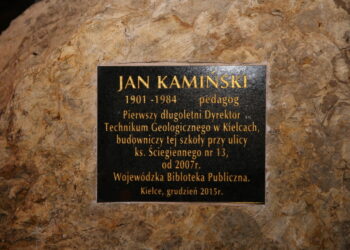 JAN KAMIŃSKI
1901 - 1984 pedagog
Pierwszy długoletni Dyrektor
Technikum Geologicznego w Kielcach,
budowniczy tej szkoły przy ulicy
ks. Ściegiennego nr 13,
od 2007r.
Wojewódzka Bibloteka Publiczna.
Kielce, grudzień 2015r.